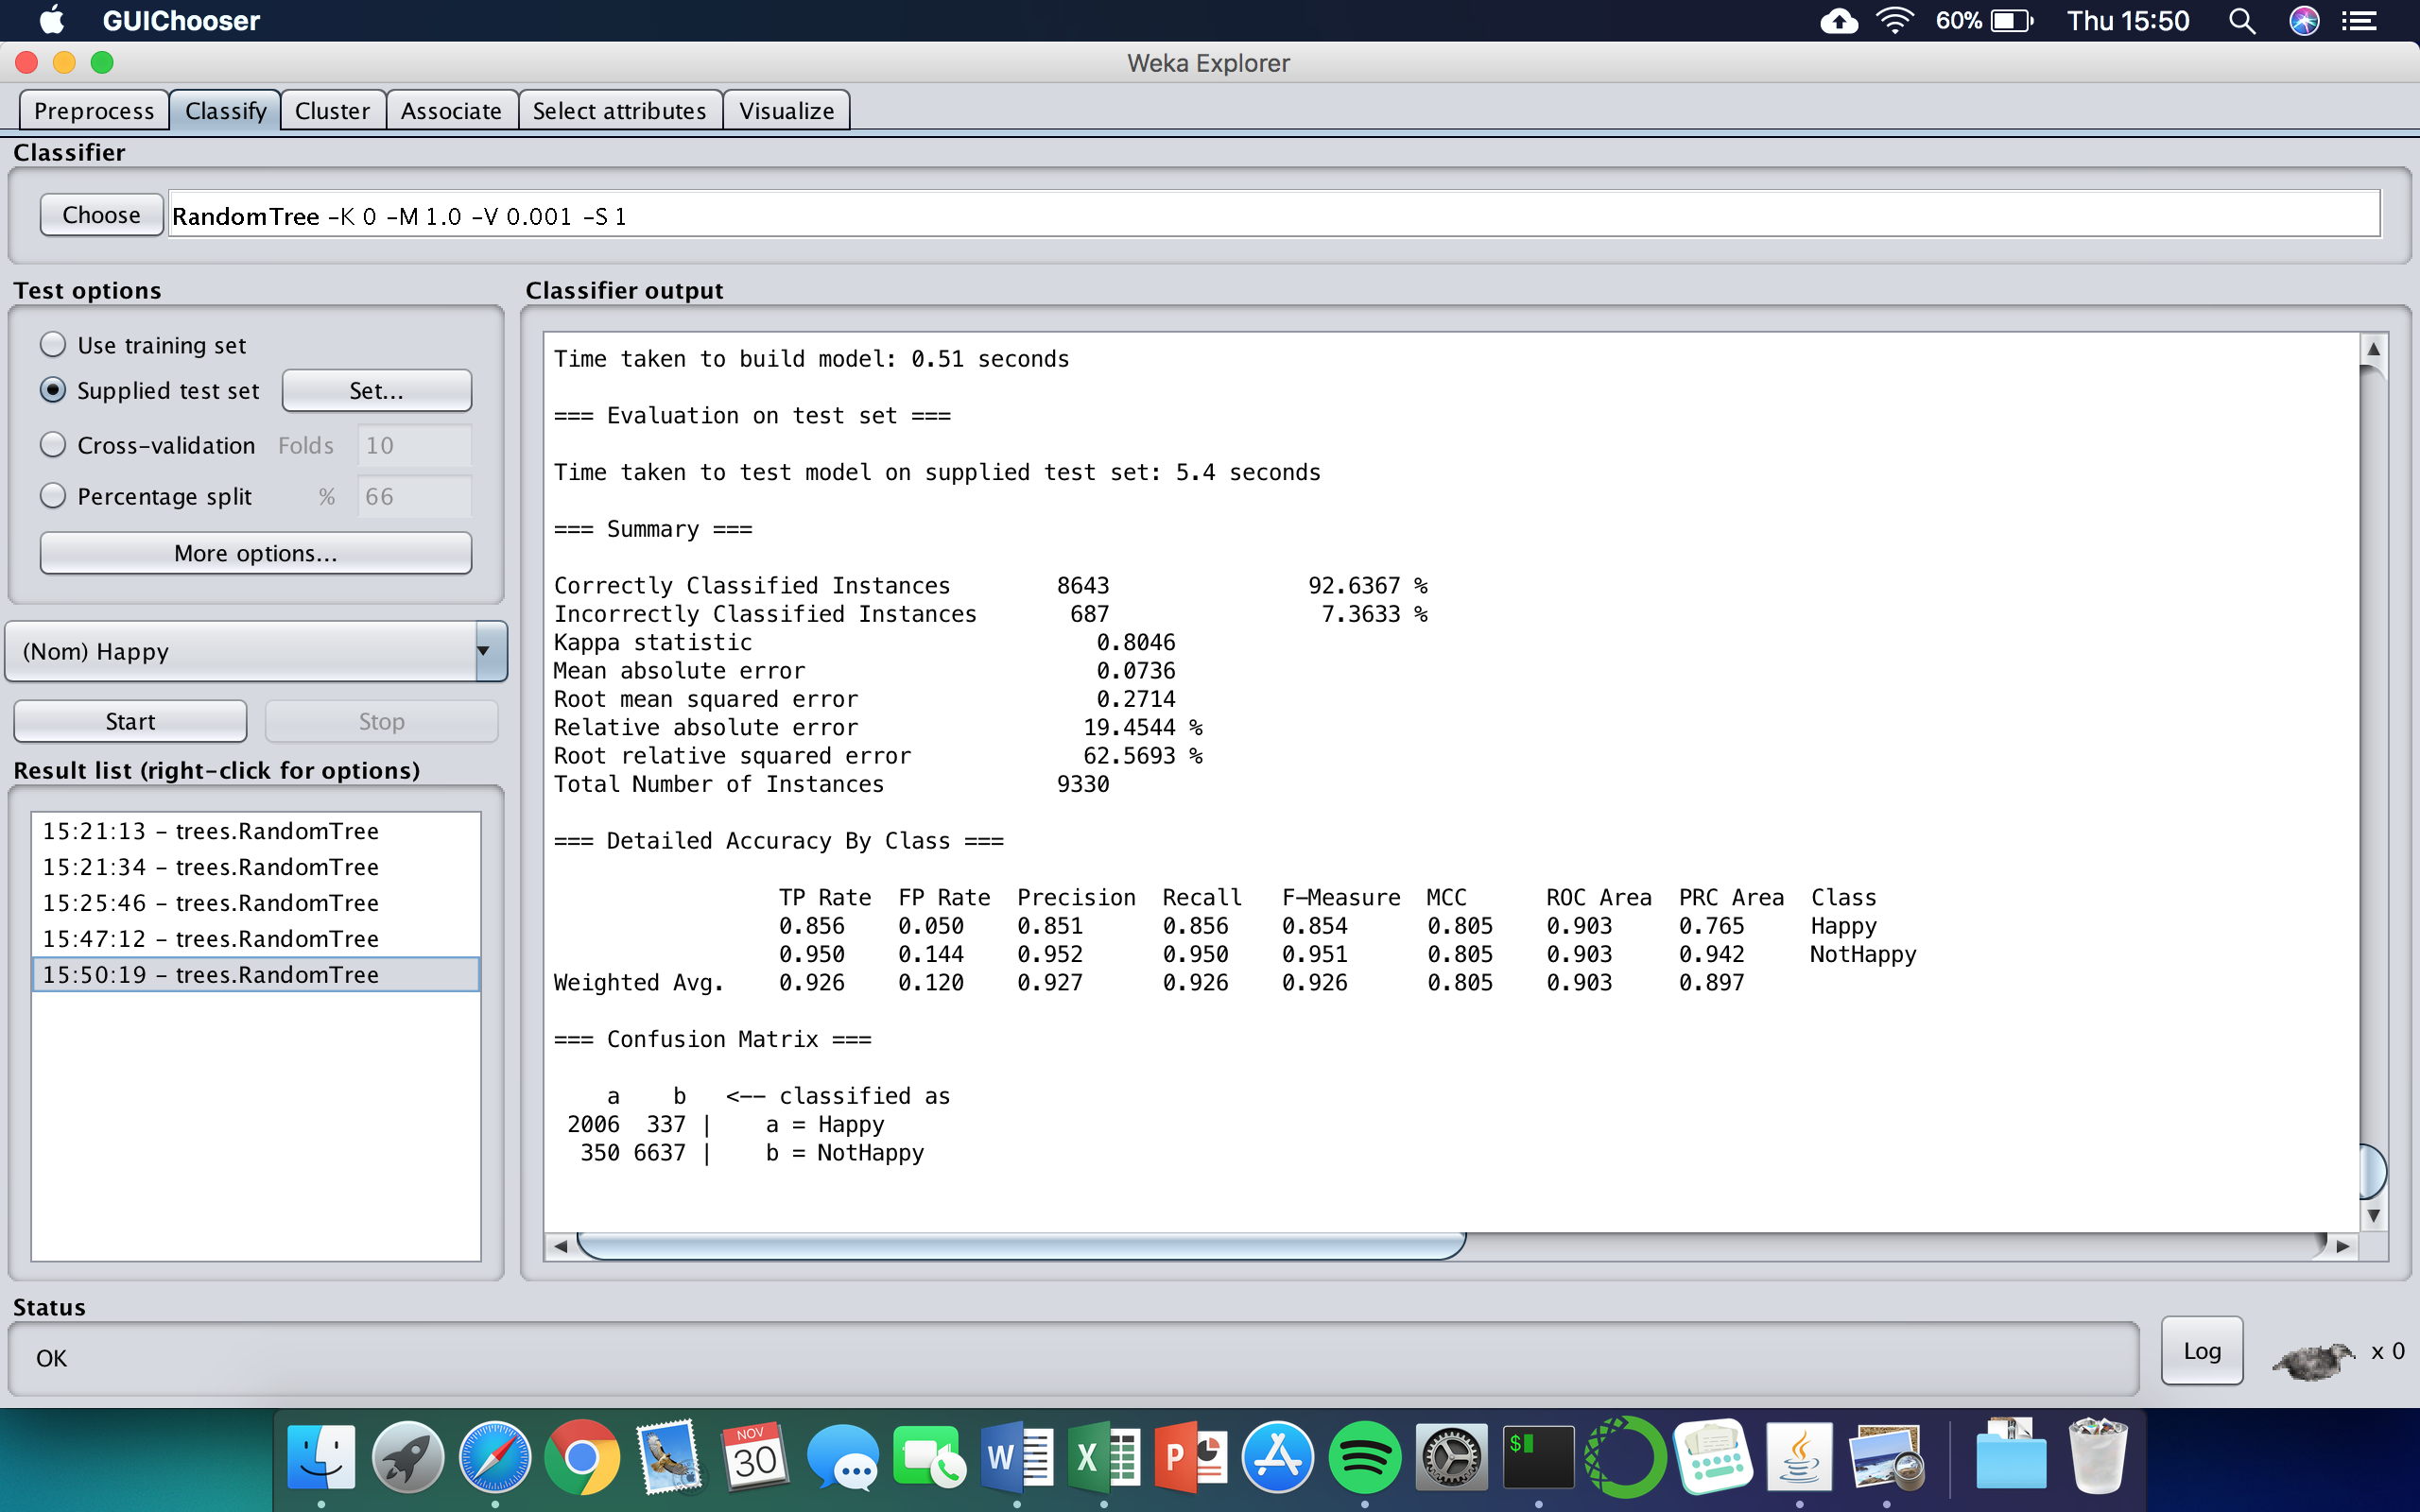 GUIChooser 60% Thu 15:50
Weka Explorer
Preprocess Classify Cluster Associate Select attributes Visualize
Classifier
Choose RandomTree -K 0 -M 1.0 -V 0.001 -S 1
Test options
Use training set
Supplied test set Set...
Cross-validation Folds 10
Percentage split % 66
More options...
(Nom) Happy
Start Stop
Result list (right-click for options)
15:21:13 - trees.RandomTree
15:21:34 - trees.RandomTree
15:25:46 - trees.RandomTree
15:47:12 - trees.RandomTree
15:50:19 - trees.RandomTree
Classifier output
Time taken to build model: 0.51 seconds
=== Evaluation on test set ===
Time taken to test model on supplied test set: 5.4 seconds
=== Summary ===
Correctly Classified Instances 8643 92.6367 %
Incorrectly Classified Instances 687 7.3633 %
Kappa statistic 0.8046
Mean absolute error 0.0736
Root mean squared error 0.2714
Relative absolute error 19.4544 %
Root relative squared error 62.5693 %
Total Number of Instances 9330
=== Detailed Accuracy By Class ===
TP Rate FP Rate Precision Recall F-Measure MCC ROC Area PRC Area Class
0.856 0.050 0.851 0.856 0.854 0.805 0.903 0.765 Happy
0.950 0.144 0.952 0.950 0.951 0.805 0.903 0.942 NotHappy
Weighted Avg. 0.926 0.120 0.927 0.926 0.926 0.805 0.903 0.897
=== Confusion Matrix ===
a b <-- classified as
2006 337 | a = Happy
350 6637 | b = NotHappy
Status
OK
Log x 0
NOV
30
W X P $